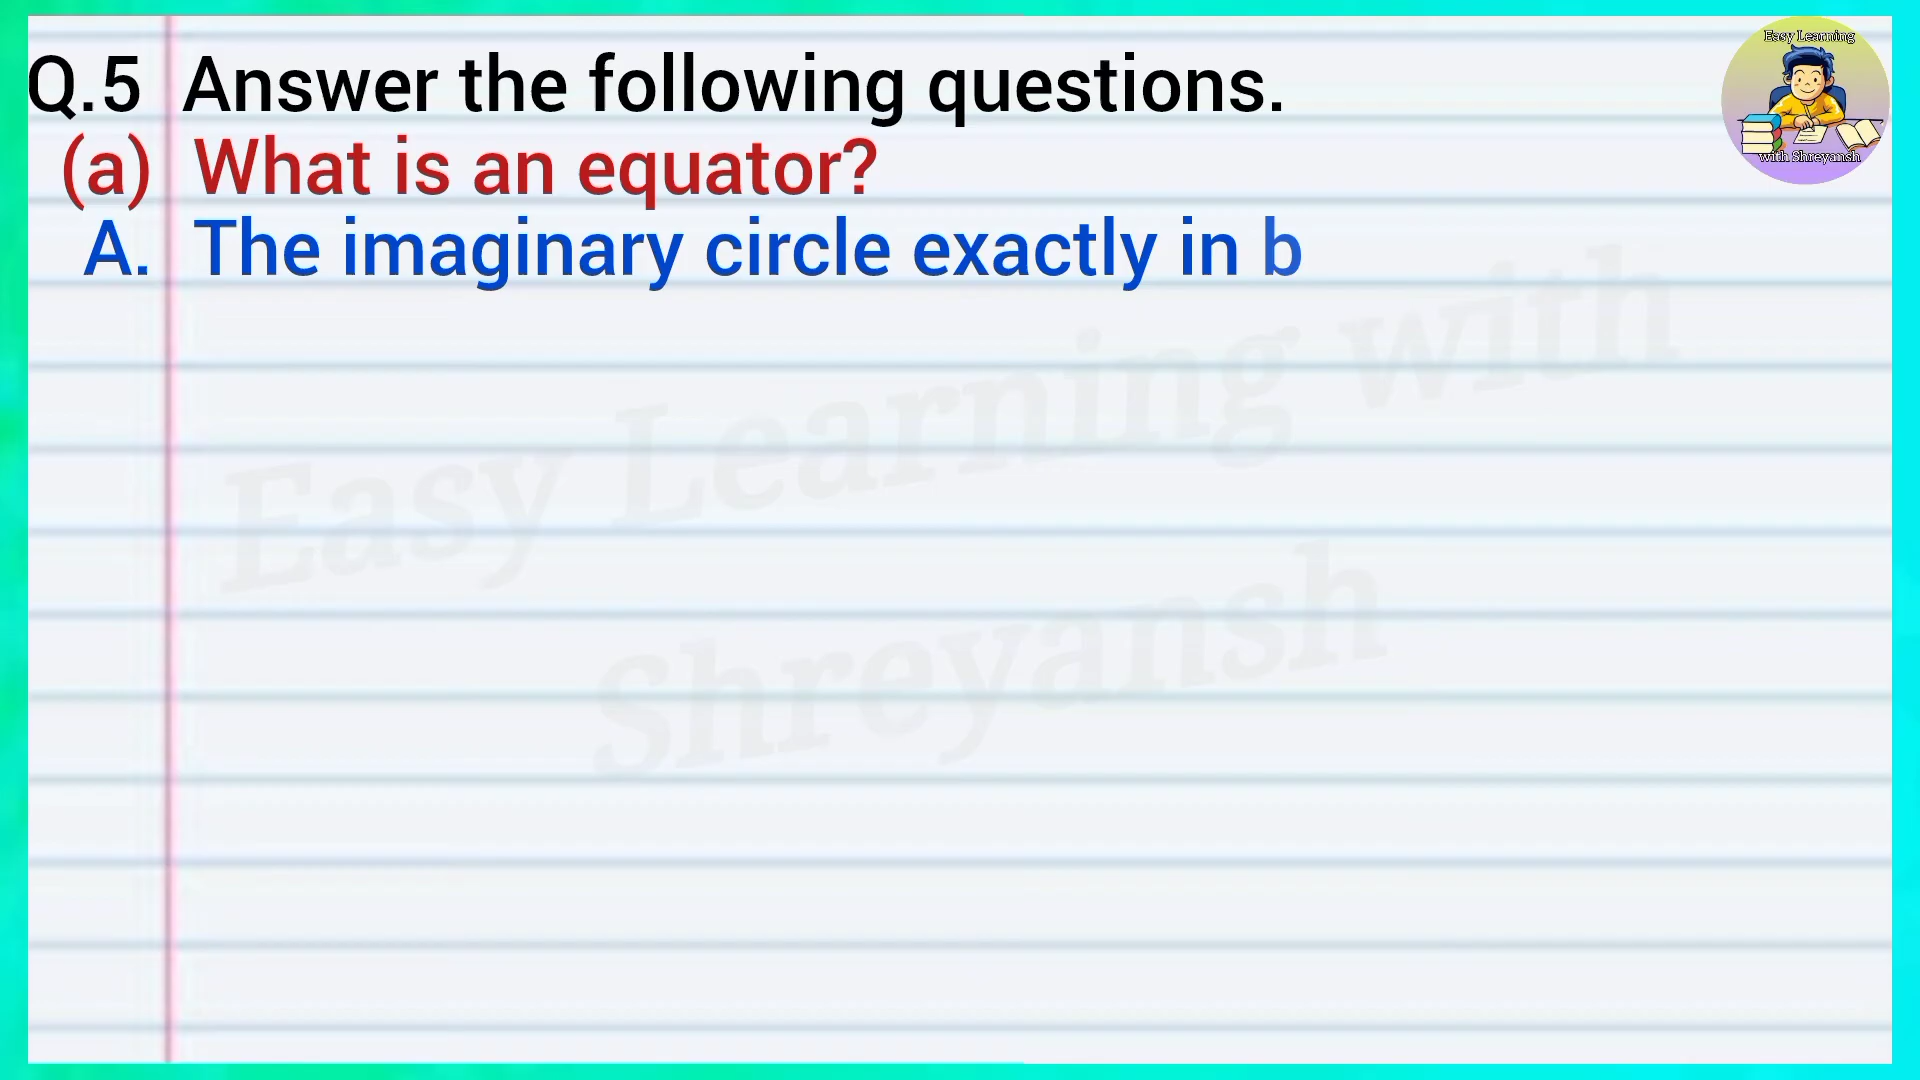 Easy Learning
Q.5 Answer the following questions.
(a) What is an equator?
with Shreyansh
A. The imaginary circle exactly in b
Easy Learning with
Shreyansh